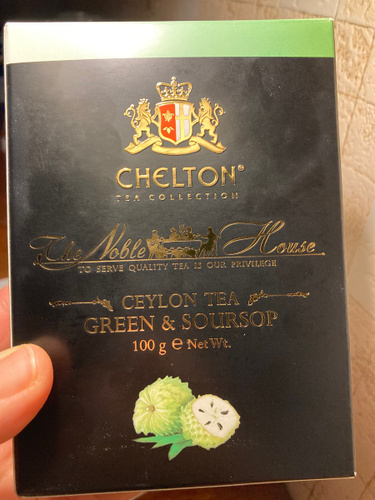 CHELTON®
TEA COLLECTION
The Noble House
TO SERVE QUALITY TEA IS OUR PRIVILEGE
CEYLON TEA
GREEN & SOURSOP
100 g ℮ Net Wt.